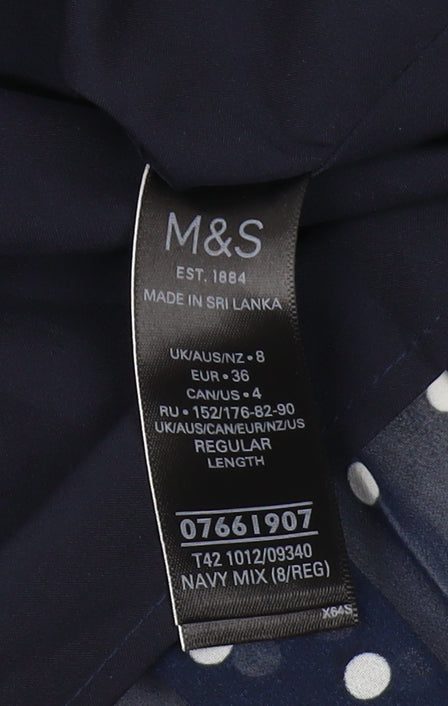 M&S
EST. 1884
MADE IN SRI LANKA
UK/AUS/NZ • 8
EUR • 36
CAN/US • 4
RU • 152/176-82-90
UK/AUS/CAN/EUR/NZ/US
REGULAR
LENGTH
07661907
T42 1012/09340
NAVY MIX (8/REG)
X64S